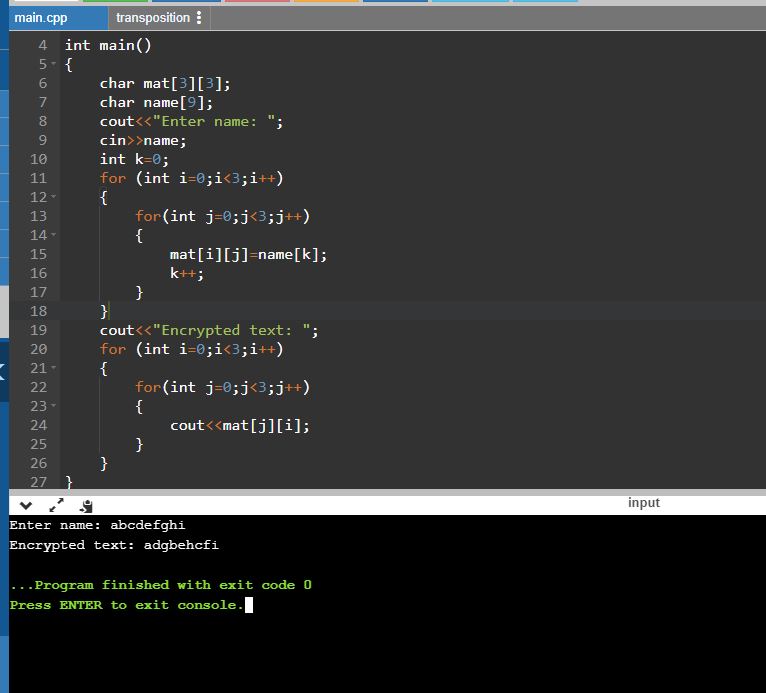 main.cpp transposition
4 int main()
5 {
6 char mat[3][3];
7 char name[9];
8 cout<<"Enter name: ";
9 cin>>name;
10 int k=0;
11 for (int i=0;i<3;i++)
12 {
13 for(int j=0;j<3;j++)
14 {
15 mat[i][j]=name[k];
16 k++;
17 }
18 }
19 cout<<"Encrypted text: ";
20 for (int i=0;i<3;i++)
21 {
22 for(int j=0;j<3;j++)
23 {
24 cout<<mat[j][i];
25 }
26 }
27 }
input
Enter name: abcdefghi
Encrypted text: adgbehcfi
...Program finished with exit code 0
Press ENTER to exit console.